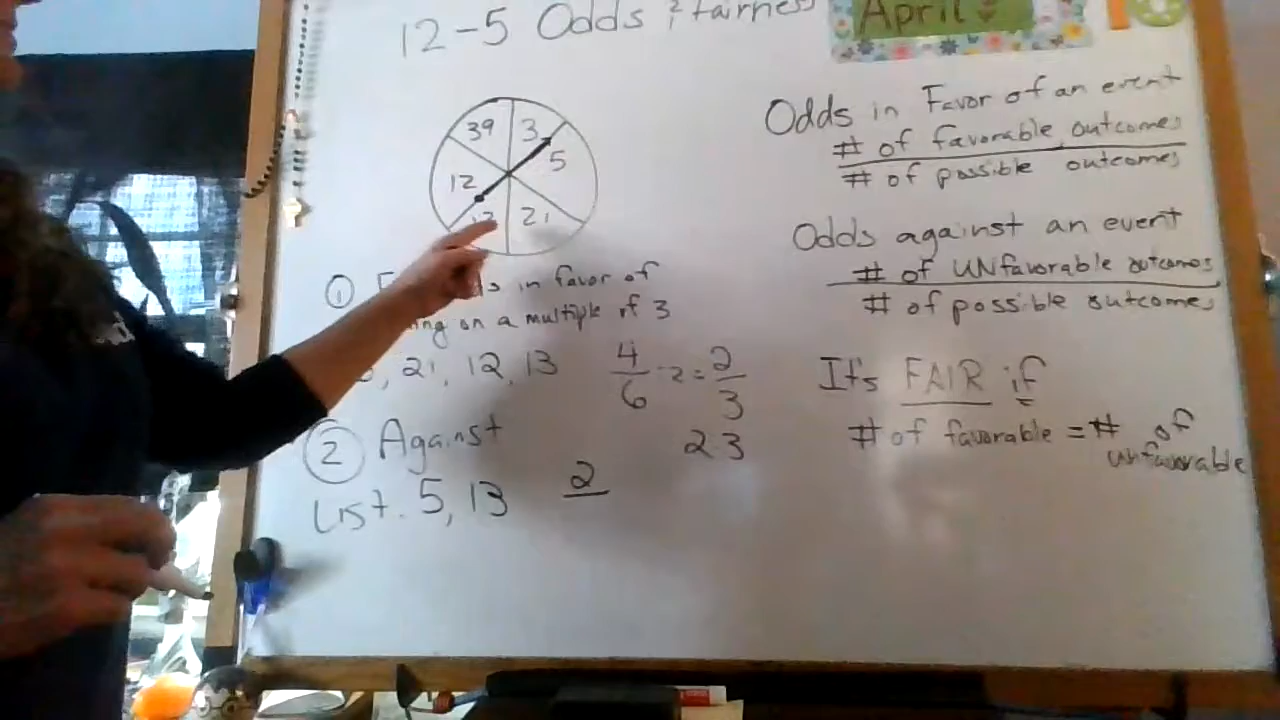 12-5 Odds & fairness
April
39 3
12 5
21
Odds in Favor of an event
# of favorable outcomes
# of possible outcomes
Odds against an event
# of UNfavorable outcomes
# of possible outcomes
① in favor of
on a multiple of 3
21, 12, 13
4/6 ÷2 = 2/3
2:3
② Against
List. 5, 13
2
It's FAIR if
# of favorable = # of
unfavorable